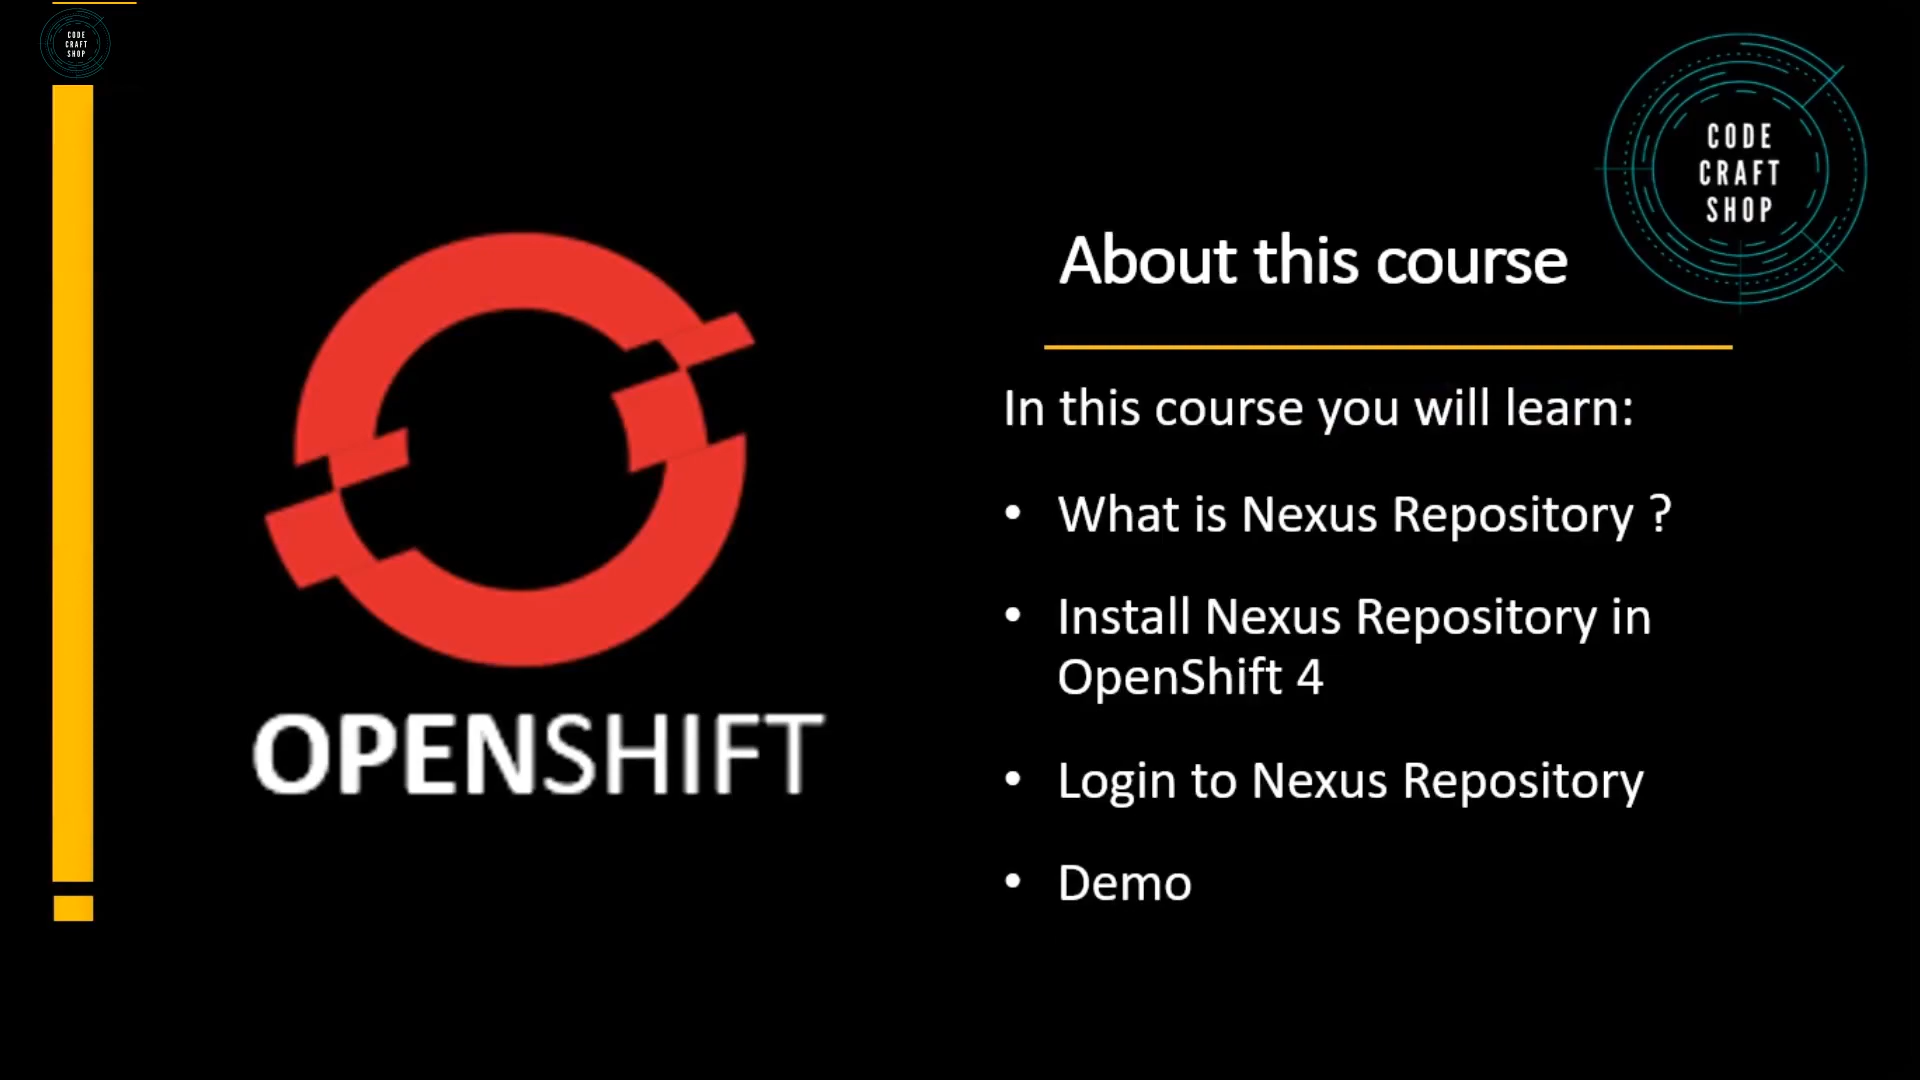 CODE
CRAFT
SHOP
CODE
CRAFT
SHOP
About this course
In this course you will learn:
• What is Nexus Repository ?
• Install Nexus Repository in
OpenShift 4
• Login to Nexus Repository
• Demo
OPENSHIFT